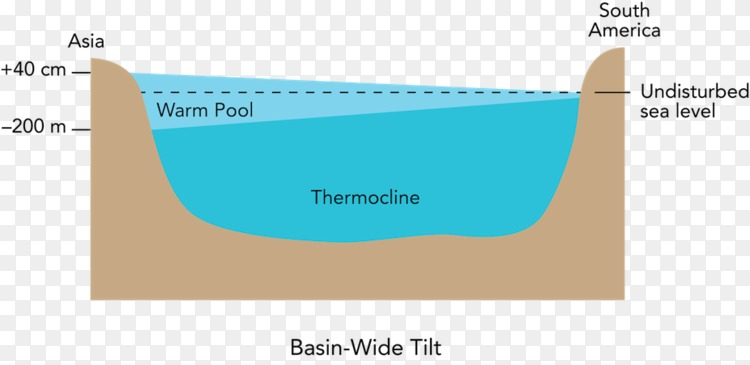 South
America
Asia
+40 cm
Undisturbed
sea level
Warm Pool
–200 m
Thermocline
Basin-Wide Tilt